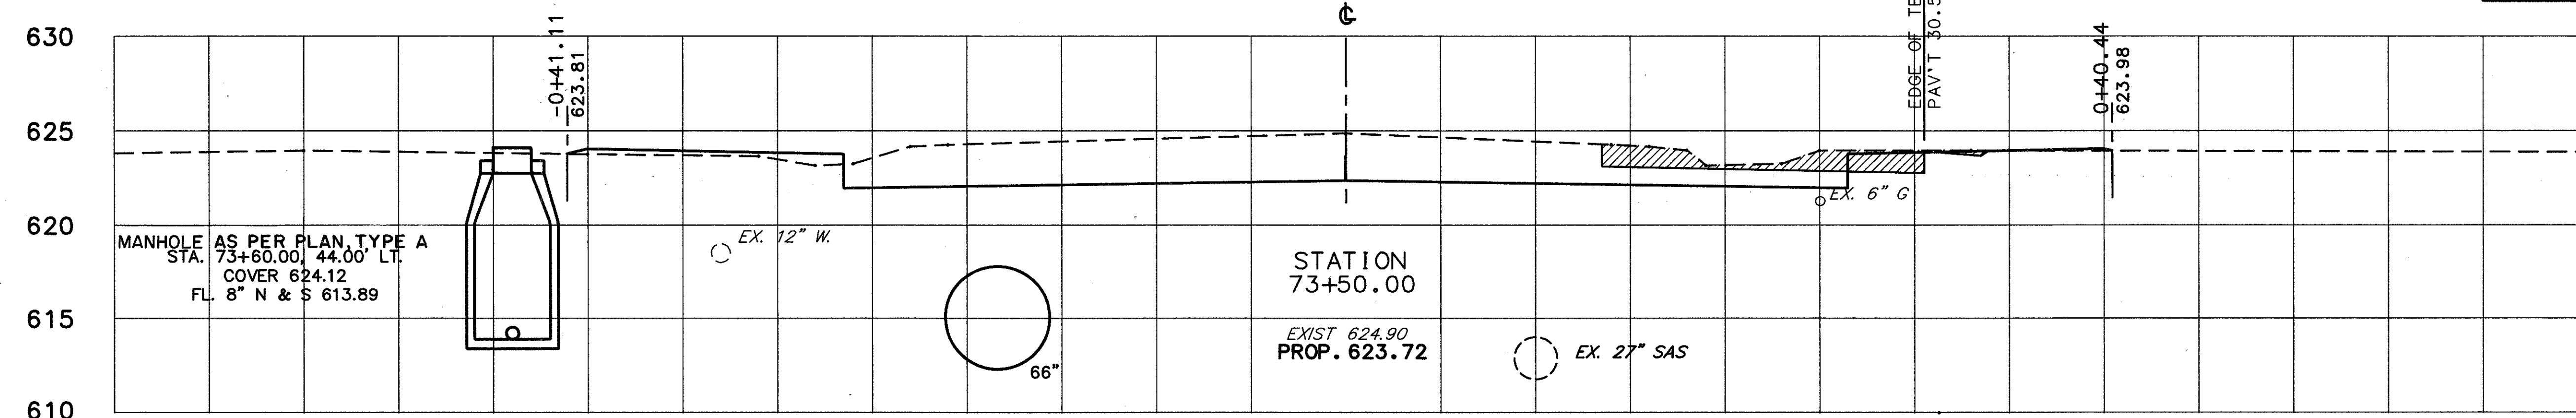 630
625
620
615
610
-0+41.11
623.81
℄
EDGE OF
PAV'T
0+40.44
623.98
MANHOLE AS PER PLAN, TYPE A
STA. 73+60.00, 44.00' LT.
COVER 624.12
FL. 8" N & S 613.89
EX. 12" W.
66"
STATION
73+50.00
EXIST 624.90
PROP. 623.72
EX. 27" SAS
EX. 6" G